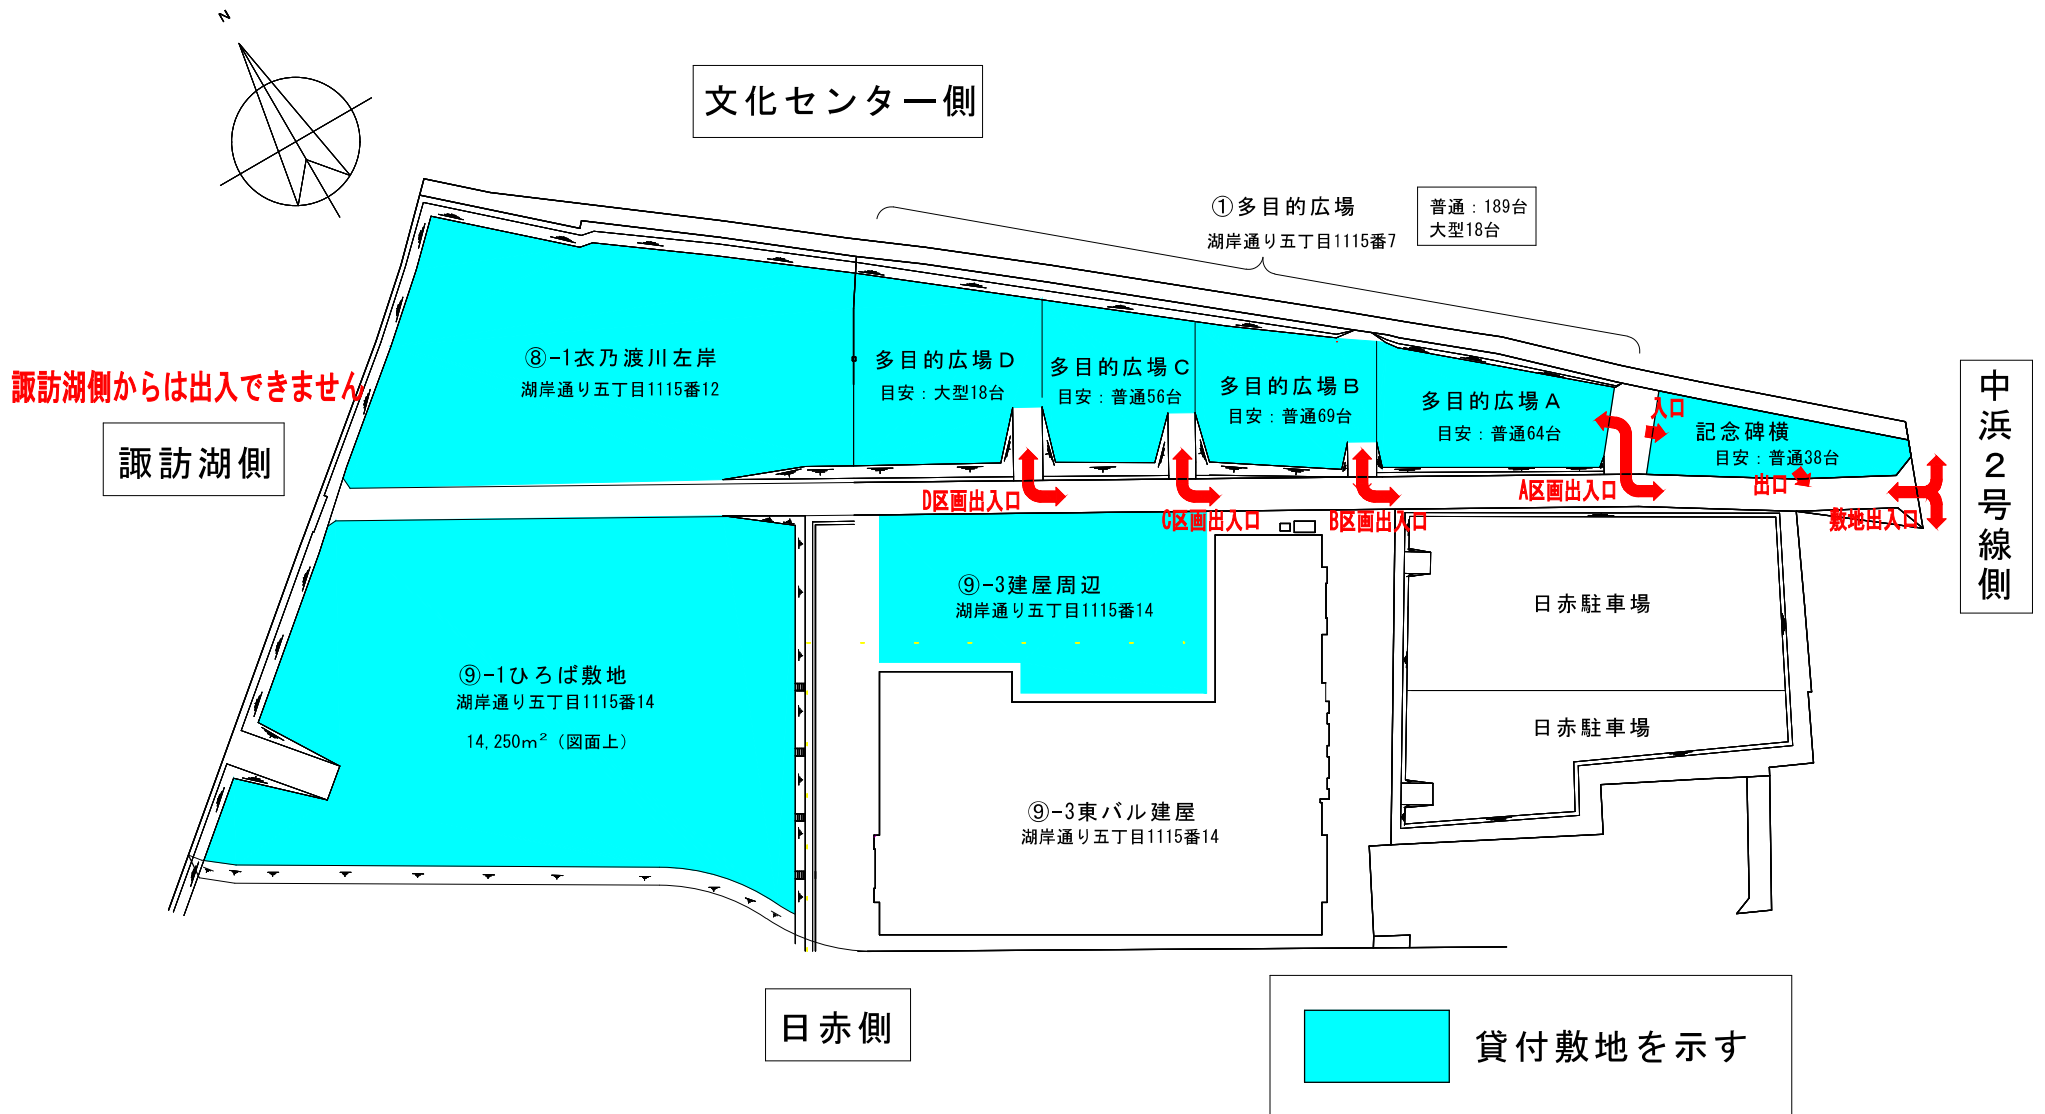 N
文化センター側
①多目的広場
湖岸通り五丁目1115番7
普通：189台
大型18台
⑧-1衣乃渡川左岸
湖岸通り五丁目1115番12
多目的広場D
目安：大型18台
多目的広場C
目安：普通56台
多目的広場B
目安：普通69台
多目的広場A
目安：普通64台
入口
記念碑横
目安：普通38台
出口
諏訪湖側からは出入できません
諏訪湖側
中浜2号線側
D区画出入口
C区画出入口
B区画出入口
A区画出入口
敷地出入口
⑨-3建屋周辺
湖岸通り五丁目1115番14
日赤駐車場
⑨-1ひろば敷地
湖岸通り五丁目1115番14
14,250m²（図面上）
日赤駐車場
⑨-3東バル建屋
湖岸通り五丁目1115番14
日赤側
貸付敷地を示す